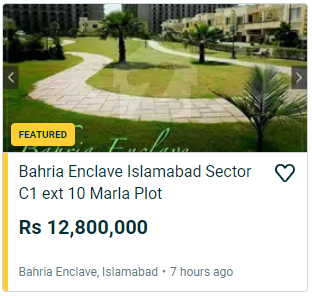 FEATURED
Bahria Enclave
Bahria Enclave Islamabad Sector
C1 ext 10 Marla Plot
Rs 12,800,000
Bahria Enclave, Islamabad • 7 hours ago